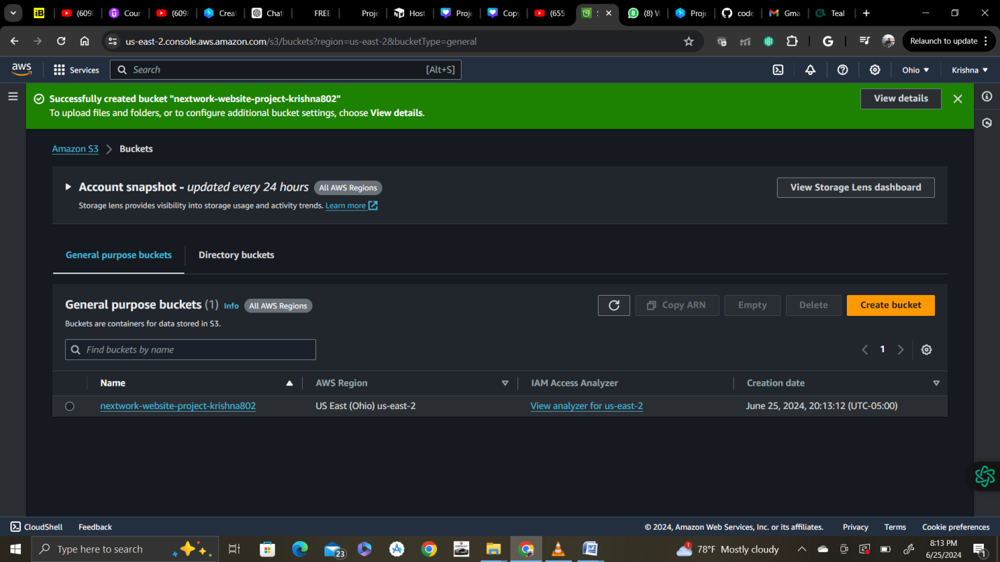 iB
(609
Cour
(609
Crea
Chat
FREE
Proje
Host
Proje
Copy
(655
(8) W
Proje
code
Gma
Teal
us-east-2.console.aws.amazon.com/s3/buckets?region=us-east-2&bucketType=general
Relaunch to update
aws
Services
Search
[Alt+S]
Ohio
Krishna
Successfully created bucket "nextwork-website-project-krishna802"
To upload files and folders, or to configure additional bucket settings, choose View details.
View details
Amazon S3
Buckets
Account snapshot - updated every 24 hours
All AWS Regions
Storage lens provides visibility into storage usage and activity trends. Learn more
View Storage Lens dashboard
General purpose buckets
Directory buckets
General purpose buckets (1)
Info
All AWS Regions
Buckets are containers for data stored in S3.
Copy ARN
Empty
Delete
Create bucket
Find buckets by name
1
Name
AWS Region
IAM Access Analyzer
Creation date
nextwork-website-project-krishna802
US East (Ohio) us-east-2
View analyzer for us-east-2
June 25, 2024, 20:13:12 (UTC-05:00)
CloudShell
Feedback
© 2024, Amazon Web Services, Inc. or its affiliates.
Privacy
Terms
Cookie preferences
Type here to search
23
1
78°F Mostly cloudy
8:13 PM
6/25/2024
1